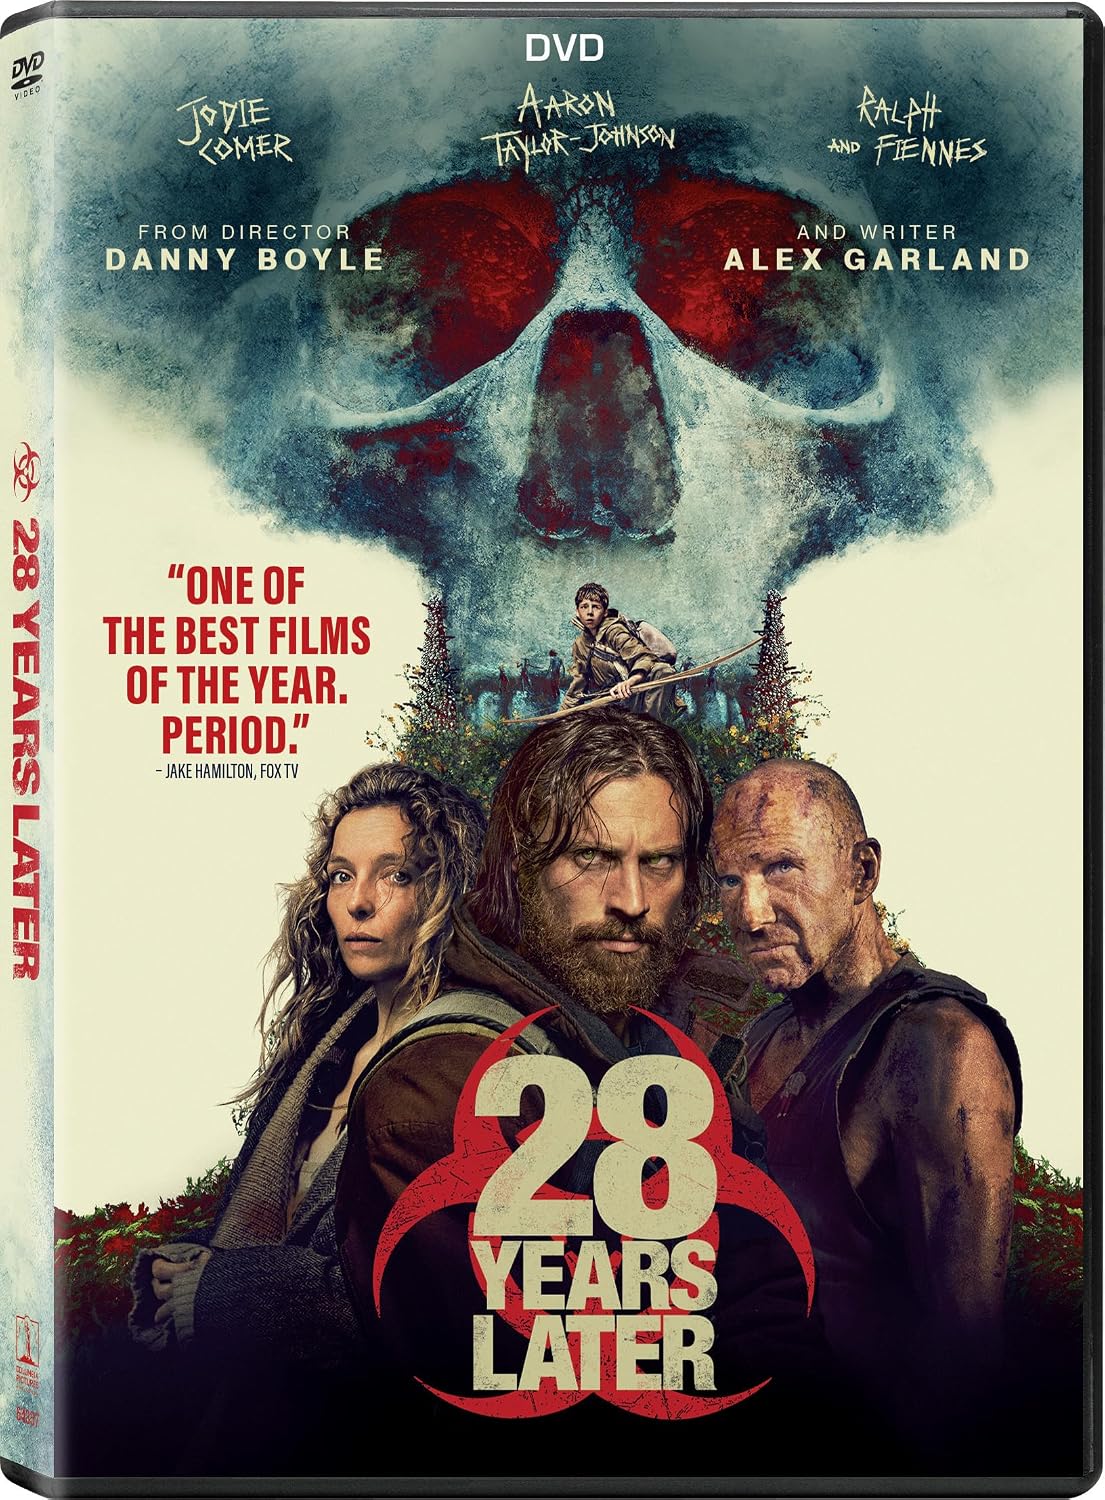 DVD
JODIE
COMER
AARON
TAYLOR-JOHNSON
RALPH
AND FIENNES
FROM DIRECTOR
DANNY BOYLE
AND WRITER
ALEX GARLAND
“ONE OF
THE BEST FILMS
OF THE YEAR.
PERIOD.”
– JAKE HAMILTON, FOX TV
28
YEARS
LATER
DVD
VIDEO
28 YEARS LATER
COLUMBIA
PICTURES